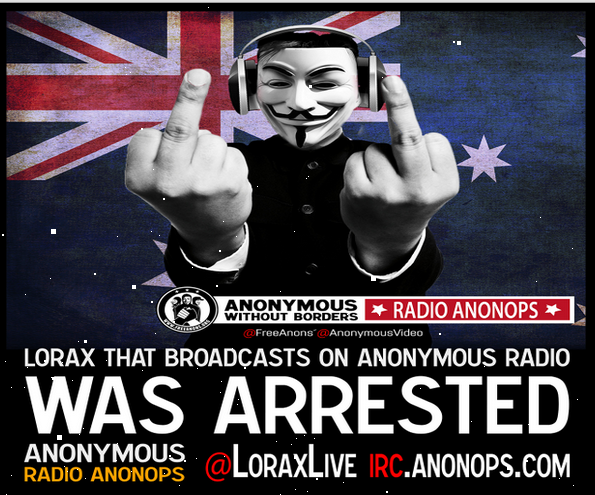 ANONYMOUS
WITHOUT BORDERS
RADIO ANONOPS
@FreeAnons @AnonymousVideo
LORAX THAT BROADCASTS ON ANONYMOUS RADIO
WAS ARRESTED
ANONYMOUS
RADIO ANONOPS
@LORAXLIVE IRC.ANONOPS.COM